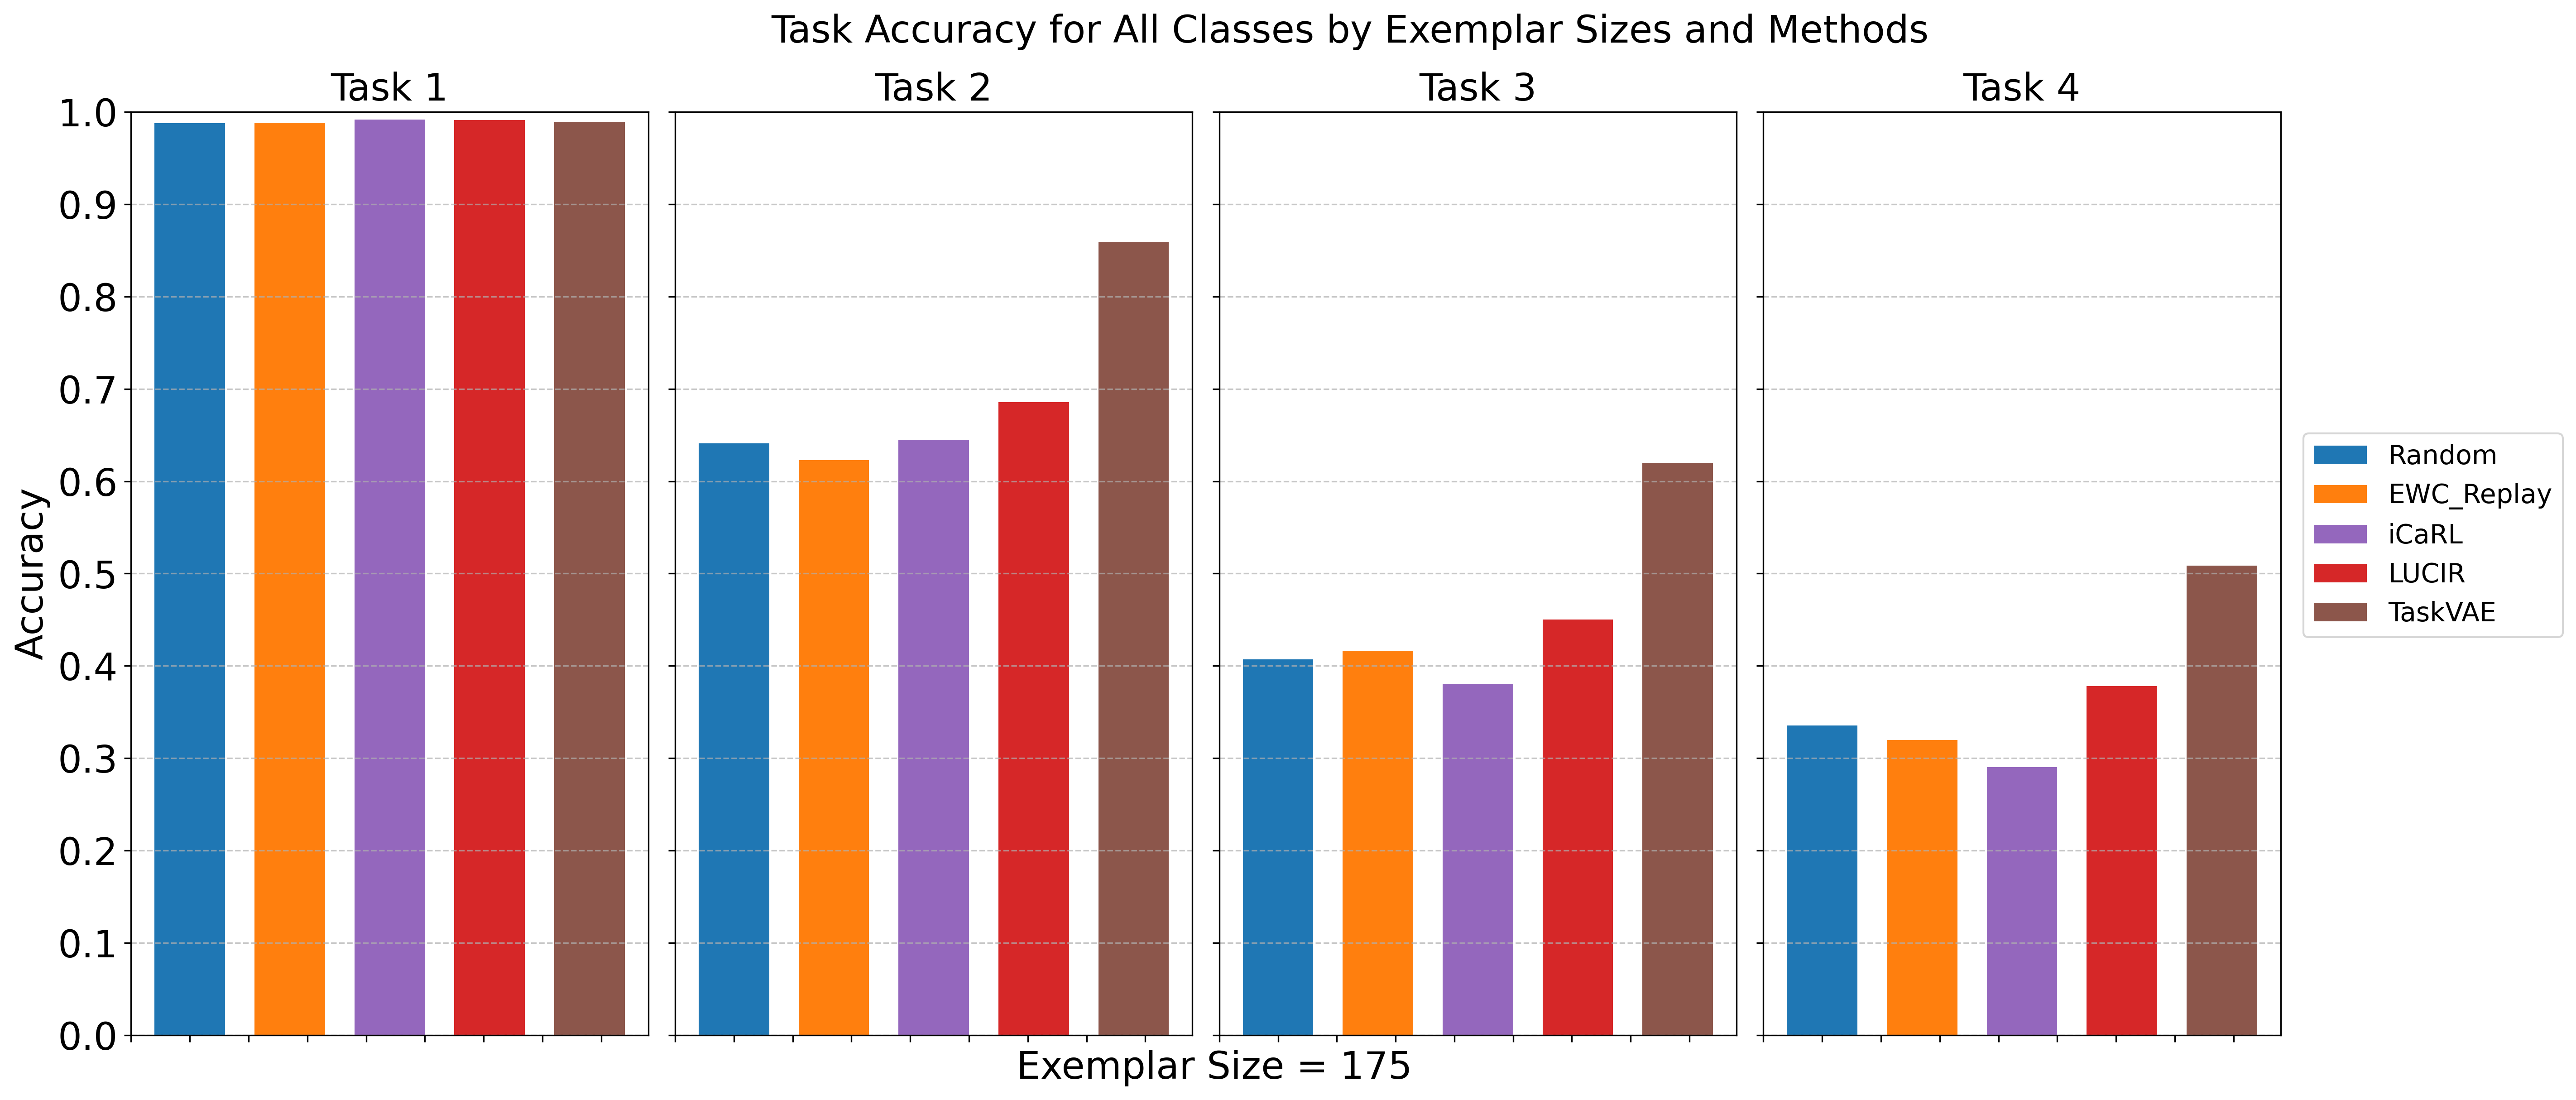 Task Accuracy for All Classes by Exemplar Sizes and Methods
Task 1
Task 2
Task 3
Task 4
1.0
0.9
0.8
0.7
0.6
0.5
0.4
0.3
0.2
0.1
0.0
Accuracy
Exemplar Size = 175
Random
EWC_Replay
iCaRL
LUCIR
TaskVAE